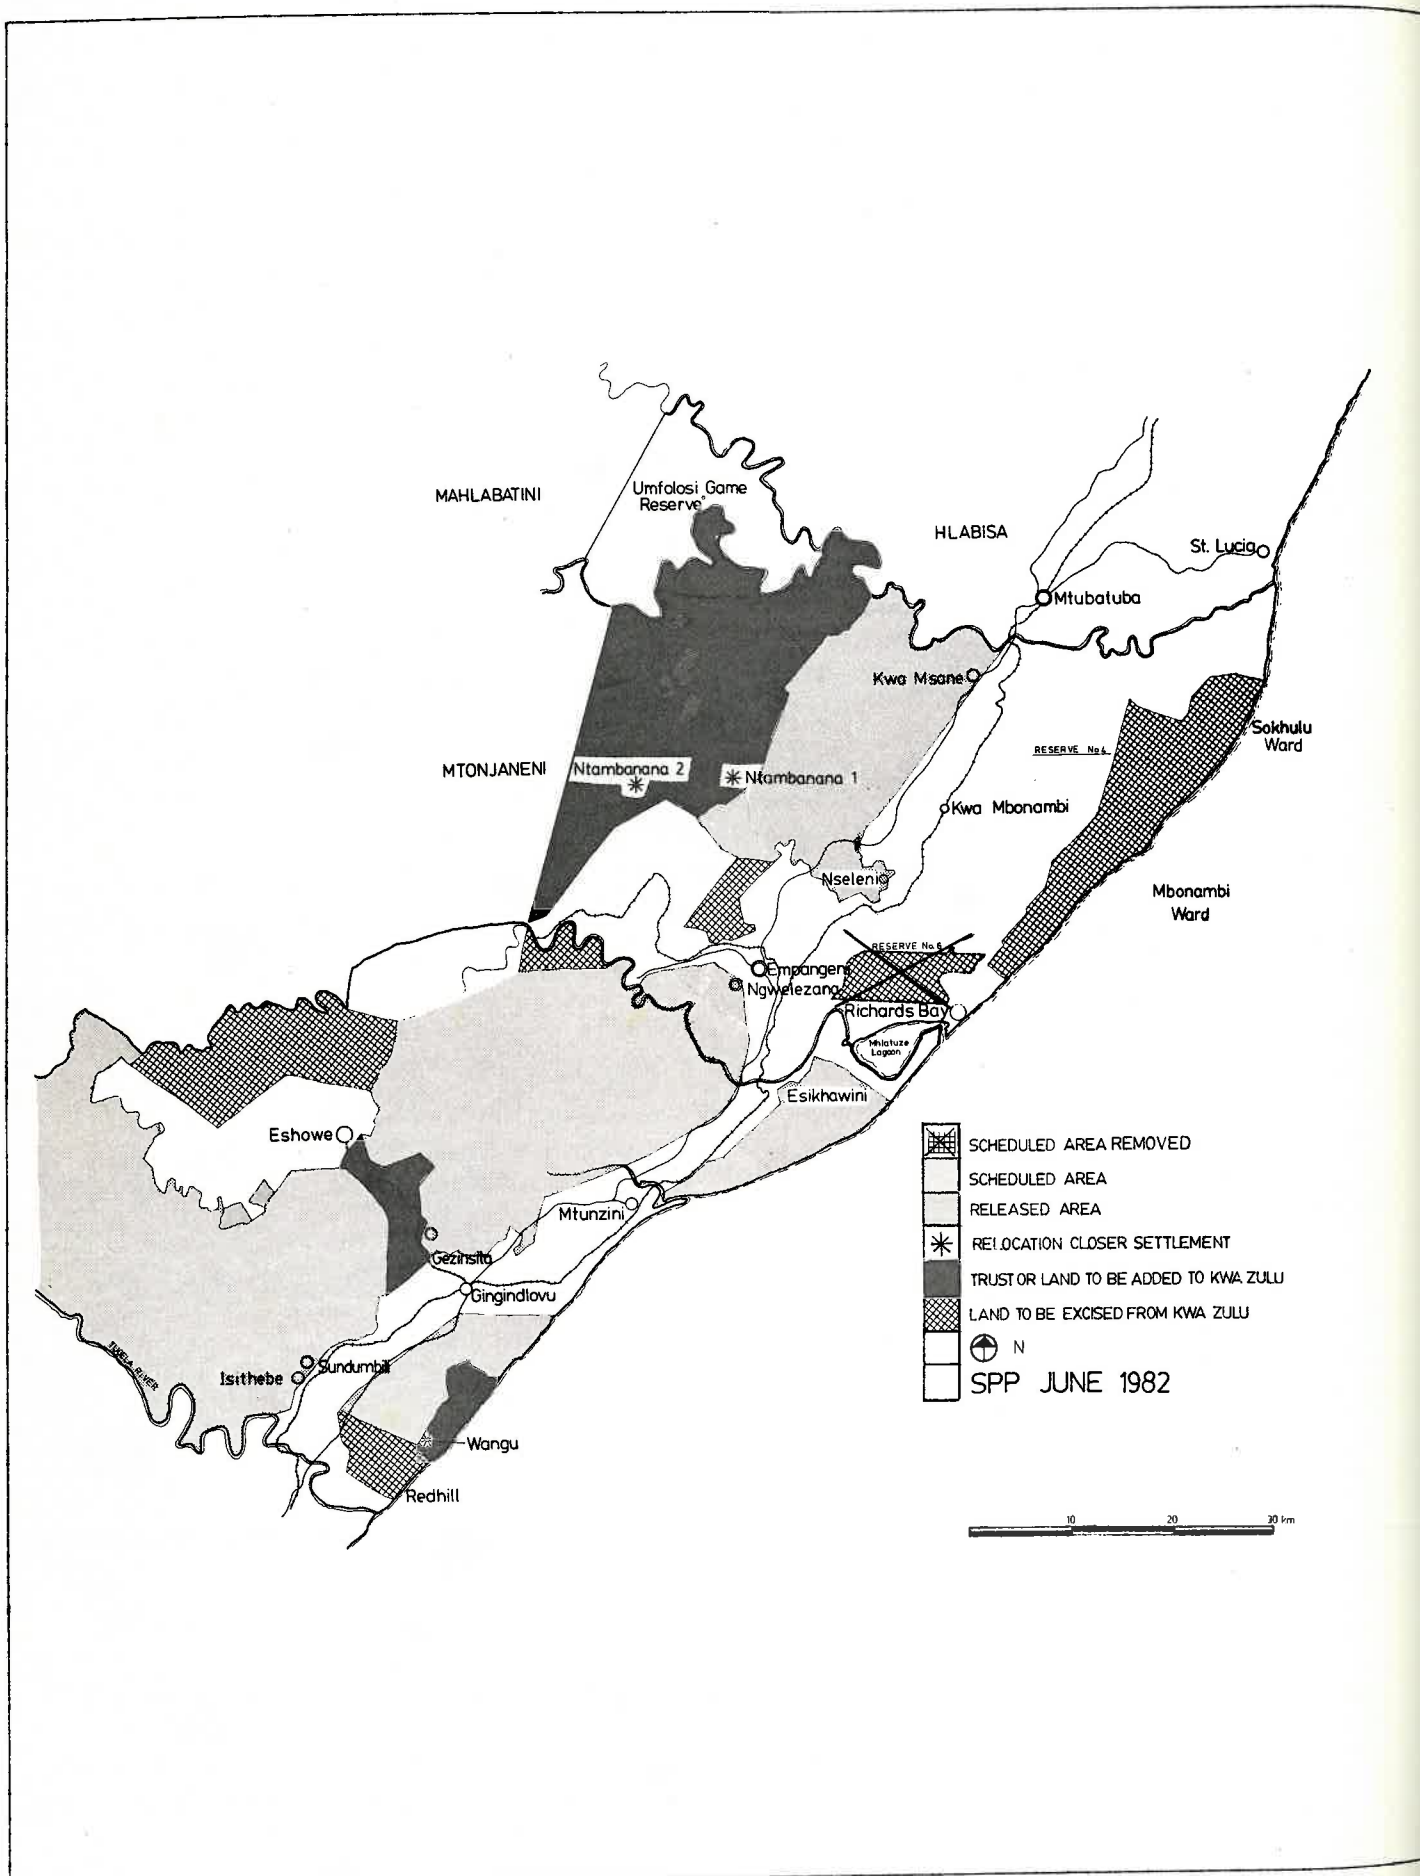 MAHLABATINI
Umfolosi Game
Reserve
HLABISA
St. Lucia
Mtubatuba
Kwa Msane
Sokhulu
Ward
RESERVE No 4
MTONJANENI
Ntambanana 2
Ntambanana 1
Kwa Mbonambi
Nseleni
Mbonambi
Ward
RESERVE No 6
Empangeni
Ngwelezana
Richards Bay
Mhlatuze
Lagoon
Esikhawini
Eshowe
Mtunzini
Gezinsila
Gingindlovu
TUGELA RIVER
Sundumbili
Isithebe
Wangu
Redhill
SCHEDULED AREA REMOVED
SCHEDULED AREA
RELEASED AREA
RELOCATION CLOSER SETTLEMENT
TRUST OR LAND TO BE ADDED TO KWA ZULU
LAND TO BE EXCISED FROM KWA ZULU
N
SPP JUNE 1982
10 20 30 km